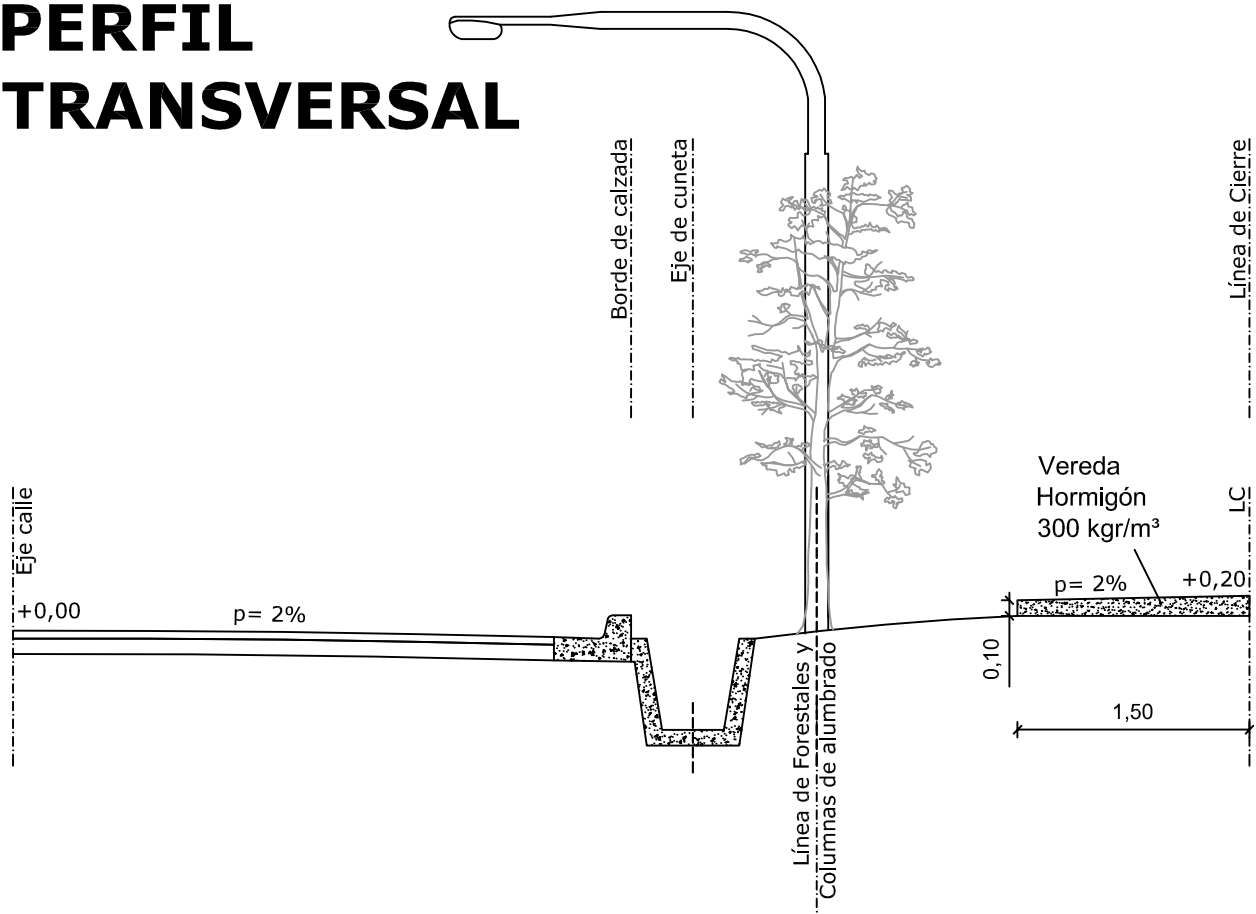 PERFIL
TRANSVERSAL
Borde de calzada
Eje de cuneta
Línea de Cierre
Eje calle
+0,00
p= 2%
Vereda
Hormigón
300 kgr/m³
LC
p= 2%
+0,20
0,10
1,50
Línea de Forestales y
Columnas de alumbrado